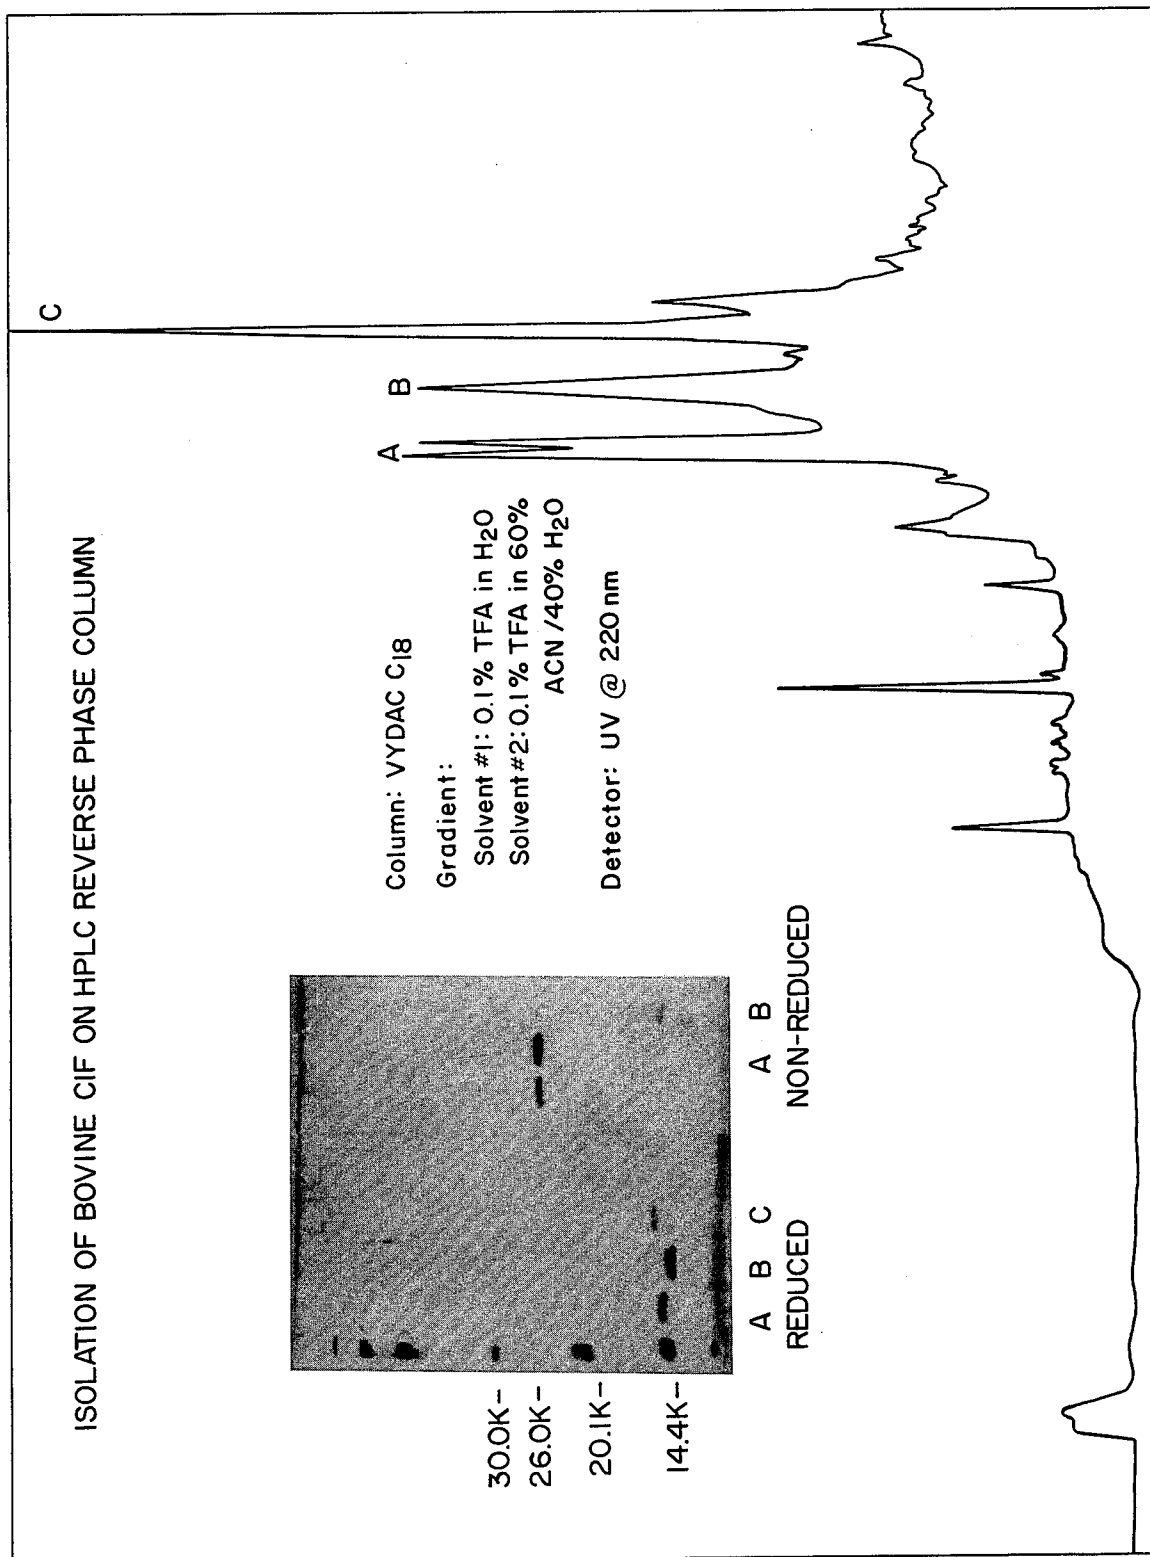 ISOLATION OF BOVINE CIF ON HPLC REVERSE PHASE COLUMN
C
B
A
Column: VYDAC C18
Gradient:
Solvent #1: 0.1% TFA in H2O
Solvent #2: 0.1% TFA in 60%
ACN /40% H2O
Detector: UV @ 220 nm
30.0K-
26.0K-
20.1K-
14.4K-
A B C
REDUCED
A B
NON-REDUCED